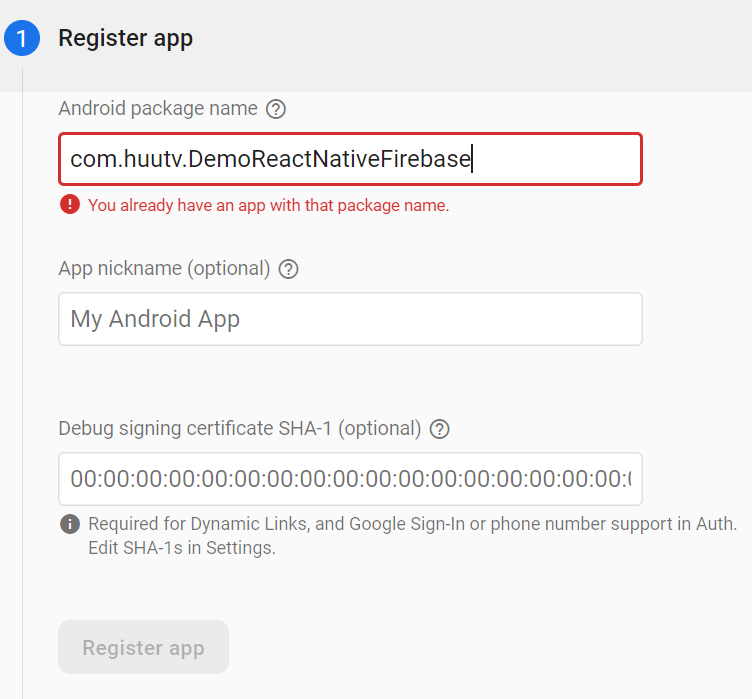 1 Register app
Android package name ?
com.huutv.DemoReactNativeFirebase
! You already have an app with that package name.
App nickname (optional) ?
My Android App
Debug signing certificate SHA-1 (optional) ?
00:00:00:00:00:00:00:00:00:00:00:00:00:00:00:00:00:
i Required for Dynamic Links, and Google Sign-In or phone number support in Auth.
Edit SHA-1s in Settings.
Register app